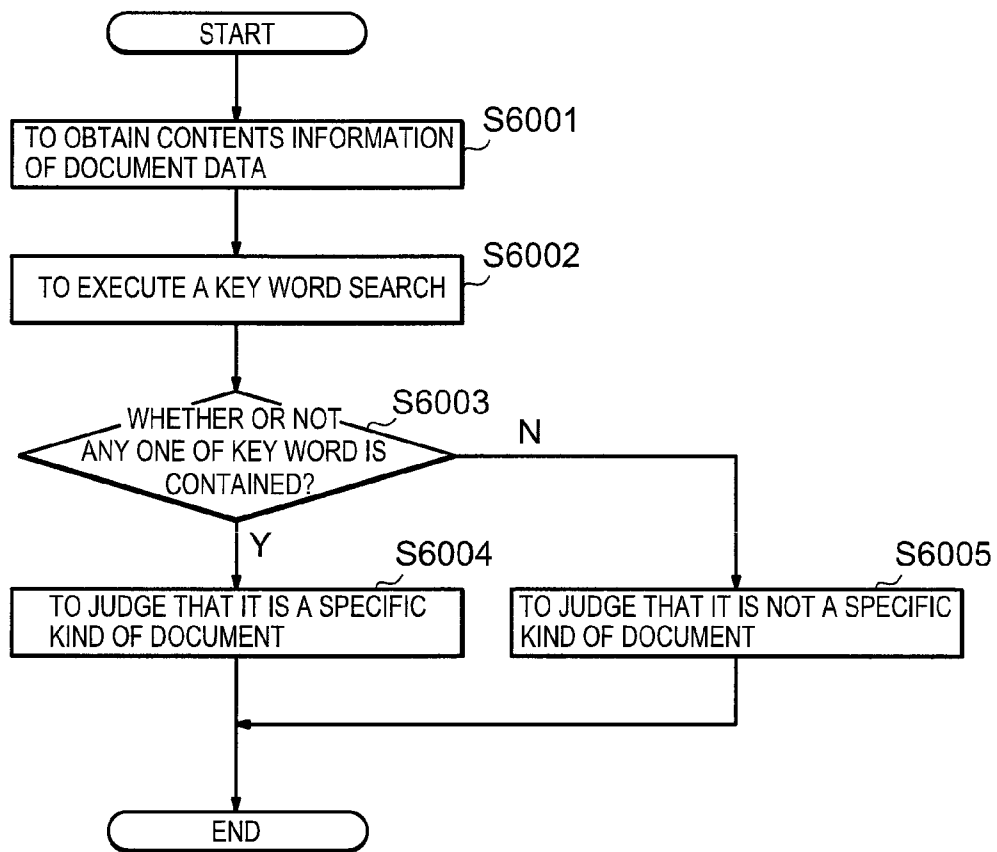 START
S6001
TO OBTAIN CONTENTS INFORMATION
OF DOCUMENT DATA
S6002
TO EXECUTE A KEY WORD SEARCH
S6003
WHETHER OR NOT
ANY ONE OF KEY WORD IS
CONTAINED?
N
Y
S6004
TO JUDGE THAT IT IS A SPECIFIC
KIND OF DOCUMENT
S6005
TO JUDGE THAT IT IS NOT A SPECIFIC
KIND OF DOCUMENT
END